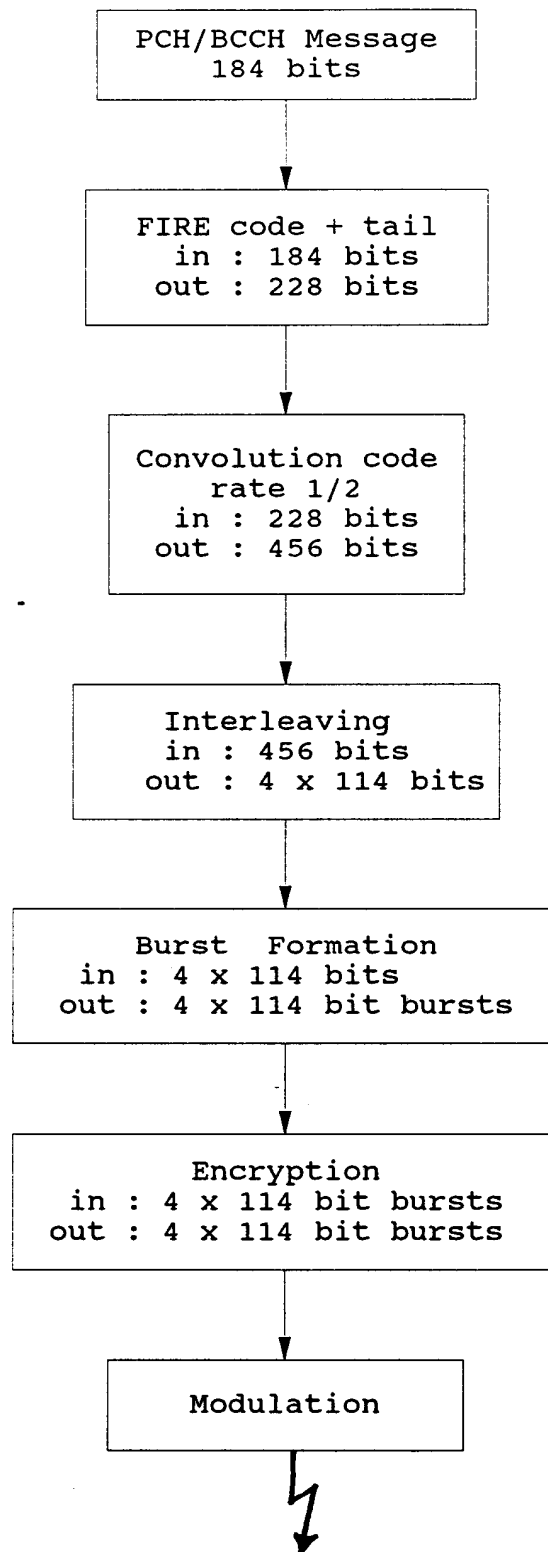 PCH/BCCH Message
184 bits
FIRE code + tail
in : 184 bits
out : 228 bits
Convolution code
rate 1/2
in : 228 bits
out : 456 bits
Interleaving
in : 456 bits
out : 4 x 114 bits
Burst Formation
in : 4 x 114 bits
out : 4 x 114 bit bursts
Encryption
in : 4 x 114 bit bursts
out : 4 x 114 bit bursts
Modulation